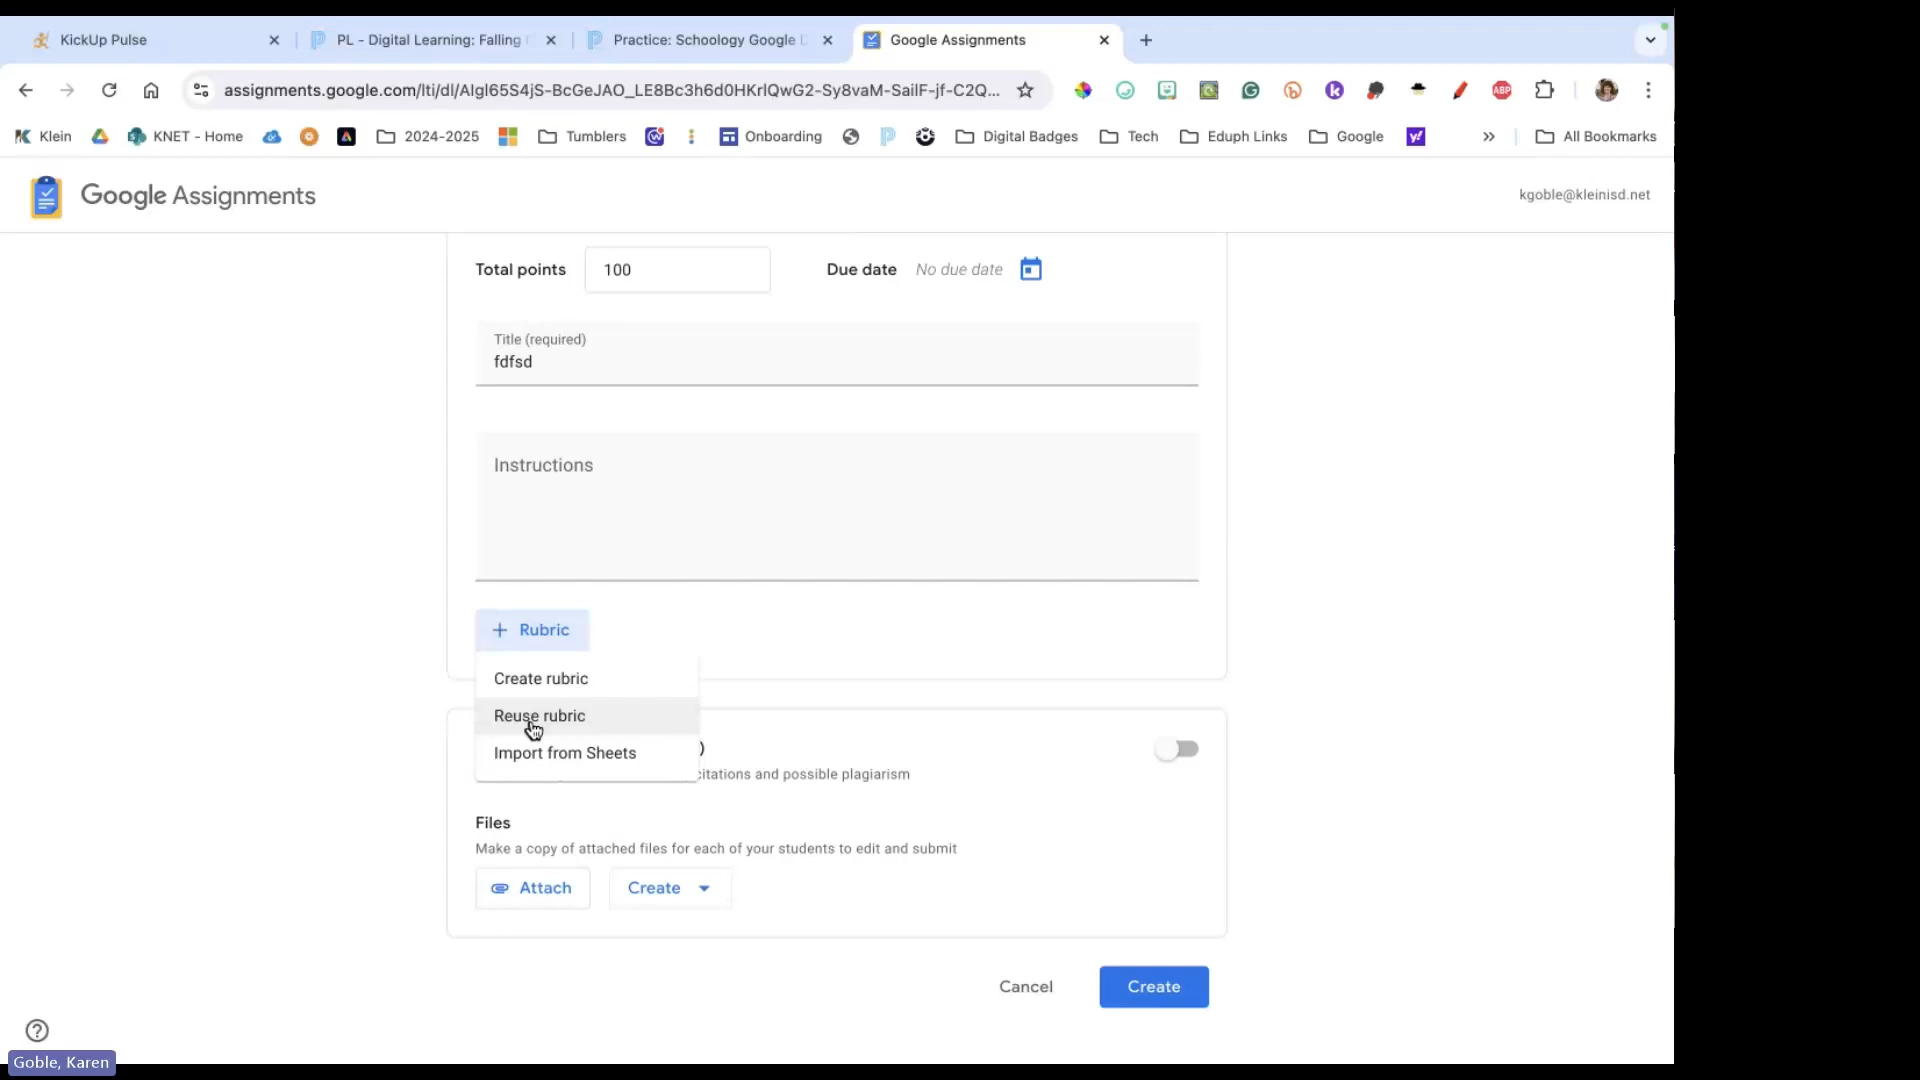 KickUp Pulse
PL - Digital Learning: Falling
Practice: Schoology Google
Google Assignments
assignments.google.com/lti/dl/AIgl65S4jS-BcGeJAO_LE8Bc3h6d0HKrlQwG2-Sy8vaM-SailF-jf-C2Q...
ABP
Klein
KNET - Home
2024-2025
Tumblers
Onboarding
Digital Badges
Tech
Eduph Links
Google
y!
All Bookmarks
Google Assignments
kgoble@kleinisd.net
Total points
100
Due date
No due date
Title (required)
fdfsd
Instructions
+ Rubric
Create rubric
Reuse rubric
Import from Sheets
)
citations and possible plagiarism
Files
Make a copy of attached files for each of your students to edit and submit
Attach
Create
Cancel
Create
Goble, Karen